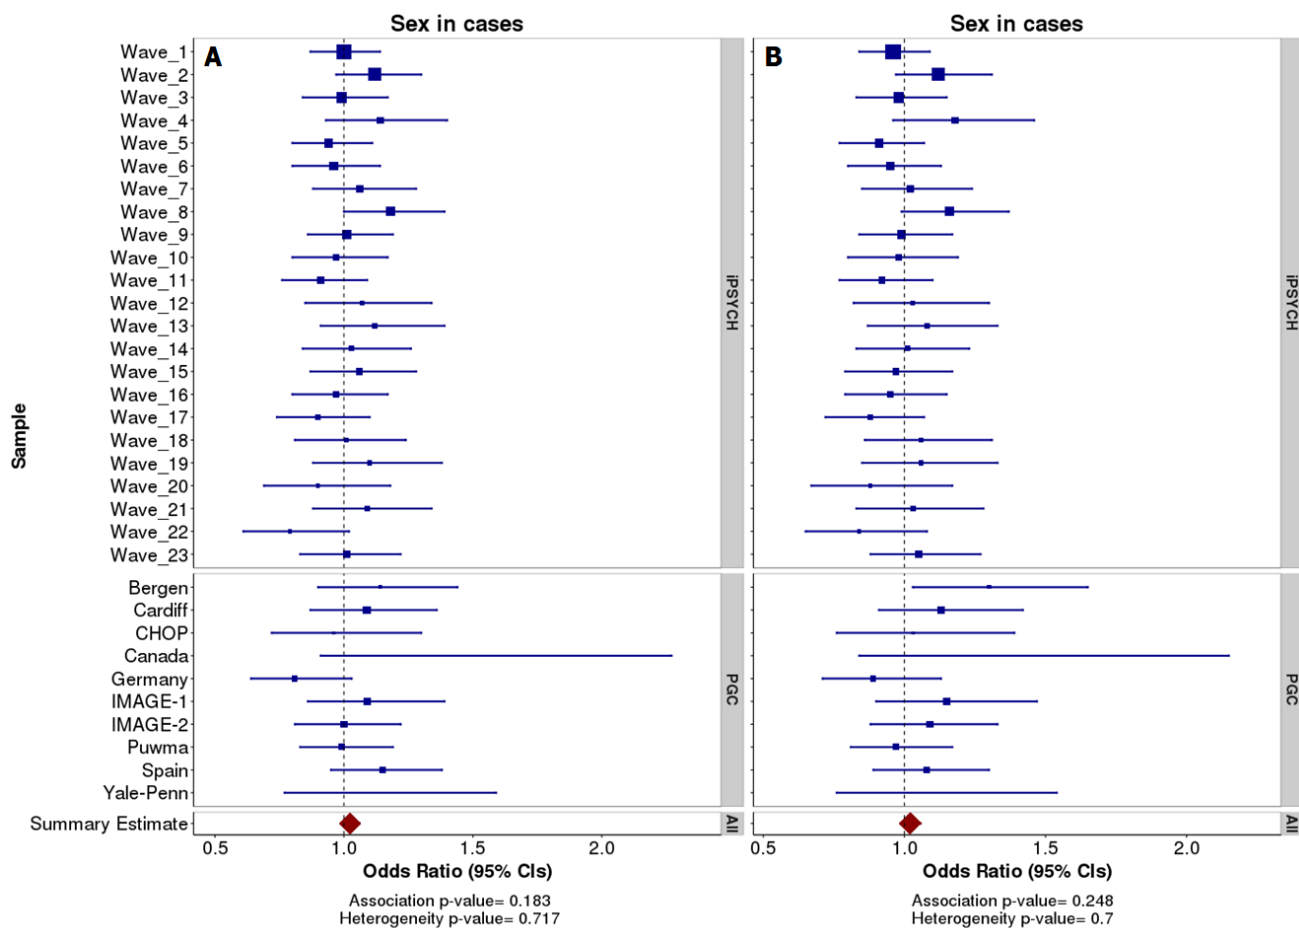 Sex in cases
Sex in cases
A
B
Wave_1
Wave_2
Wave_3
Wave_4
Wave_5
Wave_6
Wave_7
Wave_8
Wave_9
Wave_10
Wave_11
Wave_12
Wave_13
Wave_14
Wave_15
Wave_16
Wave_17
Wave_18
Wave_19
Wave_20
Wave_21
Wave_22
Wave_23
iPSYCH
iPSYCH
Sample
Bergen
Cardiff
CHOP
Canada
Germany
IMAGE-1
IMAGE-2
Puwma
Spain
Yale-Penn
PGC
PGC
Summary Estimate
All
All
0.5 1.0 1.5 2.0
0.5 1.0 1.5 2.0
Odds Ratio (95% CIs)
Odds Ratio (95% CIs)
Association p-value= 0.183
Heterogeneity p-value= 0.717
Association p-value= 0.248
Heterogeneity p-value= 0.7